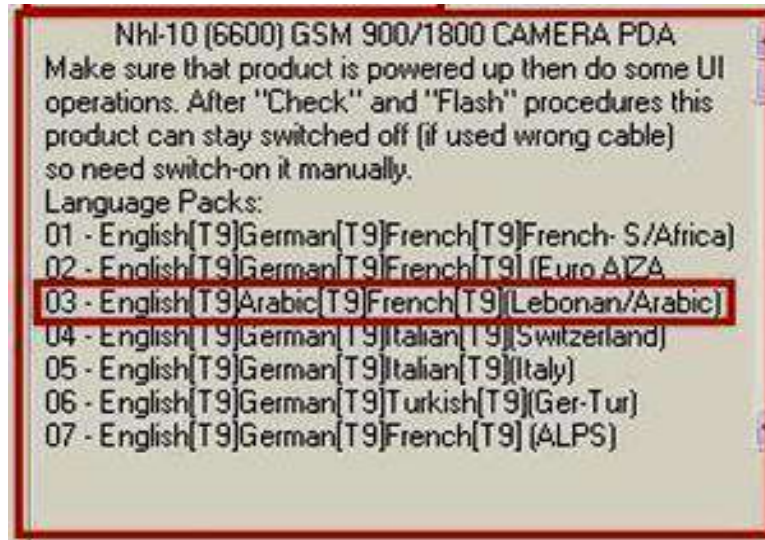 Nhl-10 (6600) GSM 900/1800 CAMERA PDA
Make sure that product is powered up then do some UI
operations. After "Check" and "Flash" procedures this
product can stay switched off (if used wrong cable)
so need switch-on it manually.
Language Packs:
01 - English[T9]German[T9]French[T9]French- S/Africa)
02 - English[T9]German[T9]French[T9] (Euro A)ZA
03 - English[T9]Arabic[T9]French[T9](Lebonan/Arabic)
04 - English[T9]German[T9]Italian[T9](Switzerland)
05 - English[T9]German[T9]Italian[T9](Italy)
06 - English[T9]German[T9]Turkish[T9](Ger-Tur)
07 - English[T9]German[T9]French[T9] (ALPS)